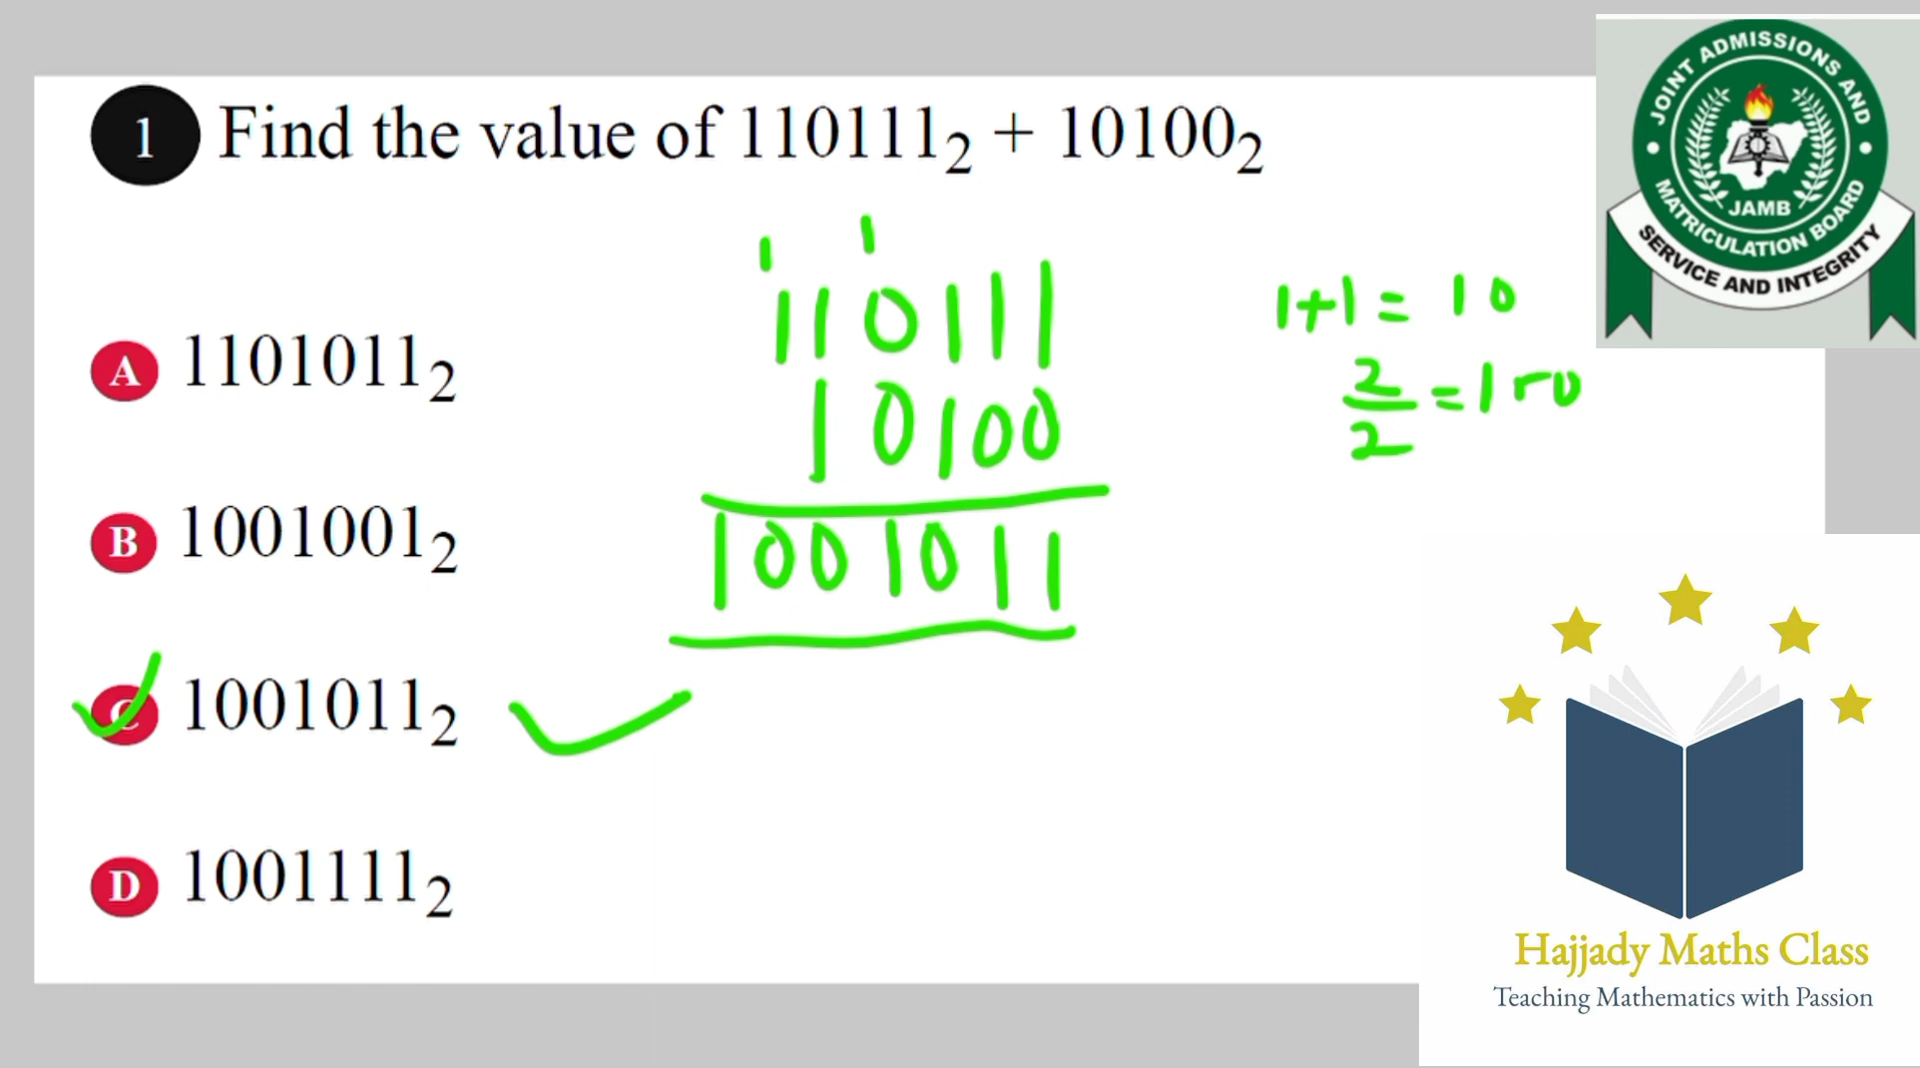 1 Find the value of 110111₂ + 10100₂
A 1101011₂
B 1001001₂
C 1001011₂
D 1001111₂
1 1
110111
10100
1001011
1+1 = 10
2/2 = 1 r 0
JOINT ADMISSIONS AND
MATRICULATION BOARD
JAMB
SERVICE AND INTEGRITY
Hajjady Maths Class
Teaching Mathematics with Passion